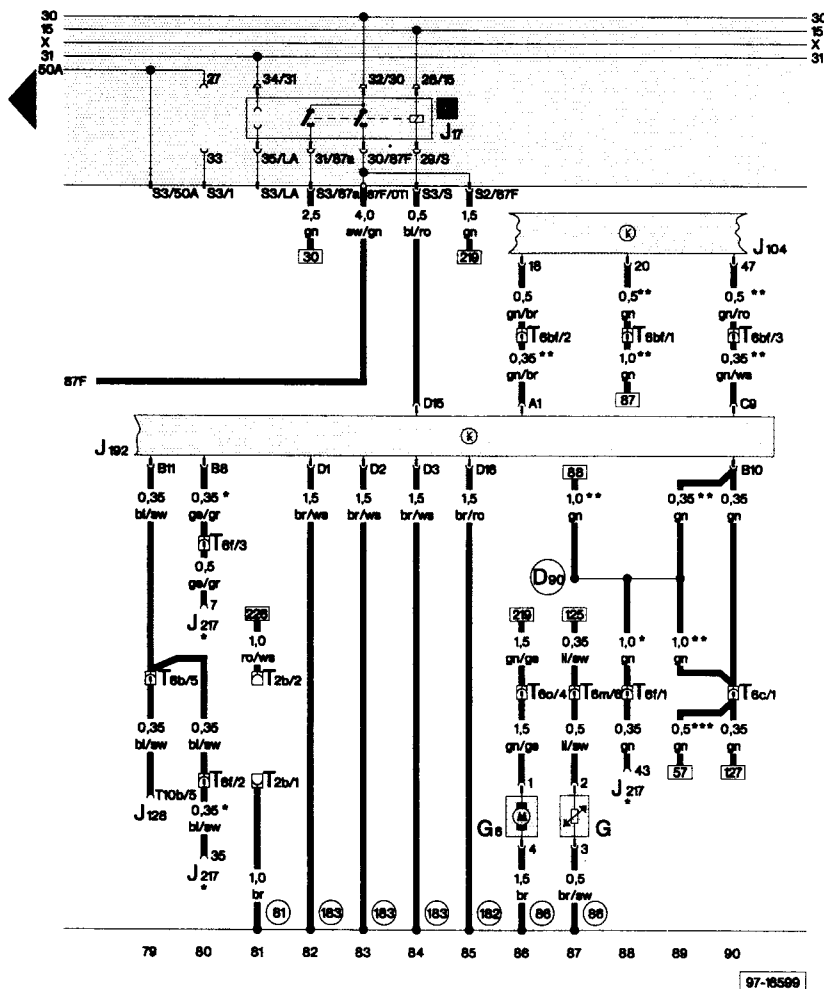 30 30
15 15
X X
31 31
50A
27 34/31 32/30 26/15
J17
33 35/LA 31/87a 30/87F 29/S
S3/50A S3/1 S3/LA S3/87a 87F/DT1 S3/S S2/87F
2,5 4,0 0,5 1,5
gn sw/gn bl/ro gn
30 219
J104
18 20 47
0,5 0,5** 0,5 **
gn/br gn gn/ro
T6bf/2 T6bf/1 T6bf/3
0,35** 1,0** 0,35**
gn/br gn gn/ws
87
87F
D15 A1 C9
J192
B11 B8 D1 D2 D3 D16 88 B10
0,35 0,35 * 1,5 1,5 1,5 1,5 1,0** 0,35** 0,35
bl/sw gs/gr br/ws br/ws br/ws br/ro gn gn gn
T6f/3
0,5
gs/gr
7
J217
*
D90
226 219 125
1,0 1,5 0,35 1,0 * 1,0 **
ro/ws gn/gs li/sw gn gn
T6b/5 T2b/2 T6o/4 T6m/6 T6f/1 T6c/1
0,35 0,35 1,5 0,5 0,35 0,5*** 0,35
bl/sw bl/sw gn/gs li/sw gn gn gn
T10b/5 T6f/2 T2b/1 1 2 43 57 127
J128 0,35* J217
bl/sw *
G6 M G
35 4 3
J217
*
1,0 1,5 0,5
br br br/sw
81 183 183 183 182 86 86
79 80 81 82 83 84 85 86 87 88 89 90
97-16599